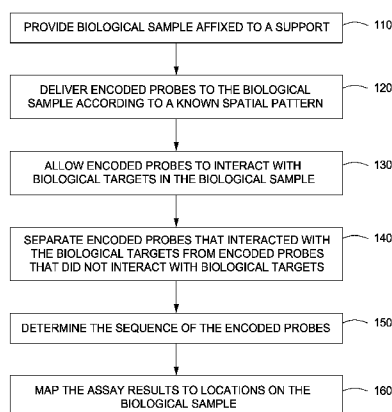 PROVIDE BIOLOGICAL SAMPLE AFFIXED TO A SUPPORT
110
DELIVER ENCODED PROBES TO THE BIOLOGICAL
SAMPLE ACCORDING TO A KNOWN SPATIAL PATTERN
120
ALLOW ENCODED PROBES TO INTERACT WITH
BIOLOGICAL TARGETS IN THE BIOLOGICAL SAMPLE
130
SEPARATE ENCODED PROBES THAT INTERACTED WITH
THE BIOLOGICAL TARGETS FROM ENCODED PROBES
THAT DID NOT INTERACT WITH BIOLOGICAL TARGETS
140
DETERMINE THE SEQUENCE OF THE ENCODED PROBES
150
MAP THE ASSAY RESULTS TO LOCATIONS ON THE
BIOLOGICAL SAMPLE
160